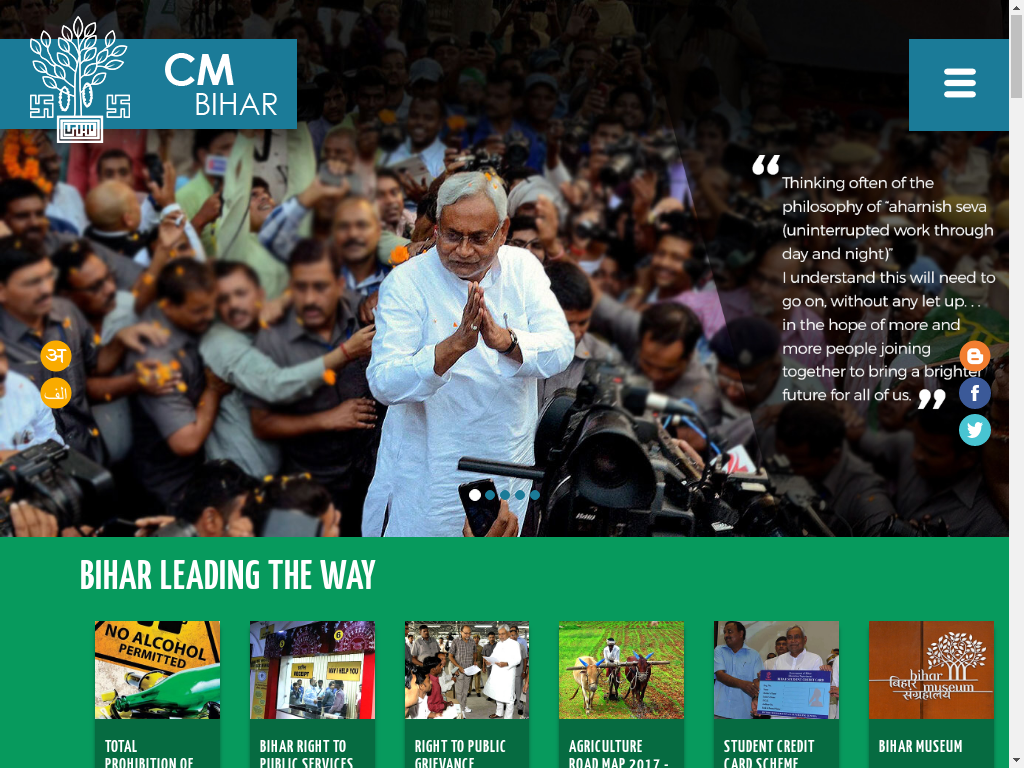 CM
BIHAR
“
Thinking often of the
philosophy of “aharnish seva
(uninterrupted work through
day and night)”
I understand this will need to
go on, without any let up. . .
in the hope of more and
more people joining
together to bring a brighter
future for all of us. ”
अ
الف
BIHAR LEADING THE WAY
NO ALCOHOL
PERMITTED
MAY I HELP YOU
bihar
बिहार museum
संग्रहालय
TOTAL
PROHIBITION OF
BIHAR RIGHT TO
PUBLIC SERVICES
RIGHT TO PUBLIC
GRIEVANCE
AGRICULTURE
ROAD MAP 2017 -
STUDENT CREDIT
CARD SCHEME
BIHAR MUSEUM